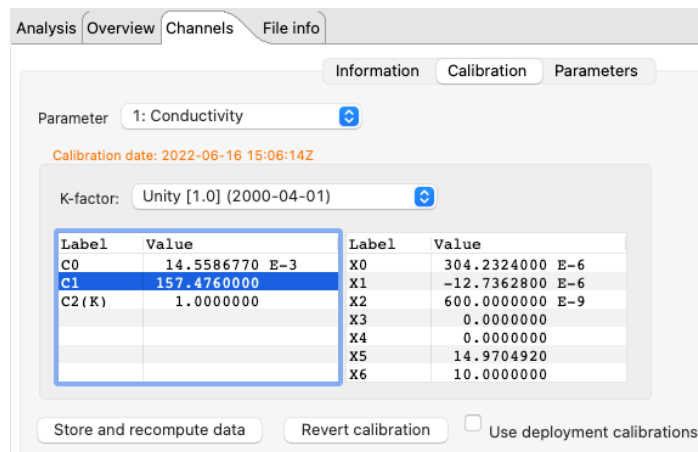 Analysis Overview Channels File info
Information Calibration Parameters
Parameter 1: Conductivity
Calibration date: 2022-06-16 15:06:14Z
K-factor: Unity [1.0] (2000-04-01)
Label Value Label Value
C0 14.5586770 E-3 X0 304.2324000 E-6
C1 157.4760000 X1 -12.7362800 E-6
C2(K) 1.0000000 X2 600.0000000 E-9
X3 0.0000000
X4 0.0000000
X5 14.9704920
X6 10.0000000
Store and recompute data Revert calibration Use deployment calibrations